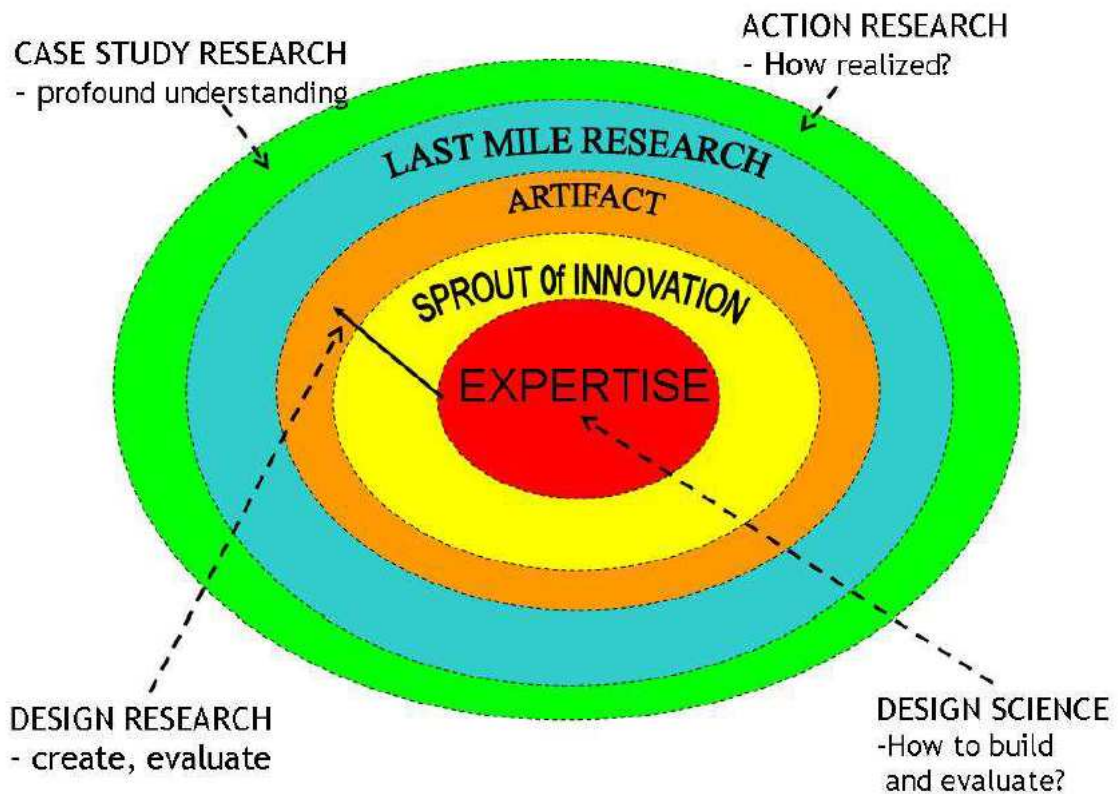 ACTION RESEARCH
- How realized?
CASE STUDY RESEARCH
- profound understanding
LAST MILE RESEARCH
ARTIFACT
SPROUT Of INNOVATION
EXPERTISE
DESIGN RESEARCH
- create, evaluate
DESIGN SCIENCE
-How to build
and evaluate?